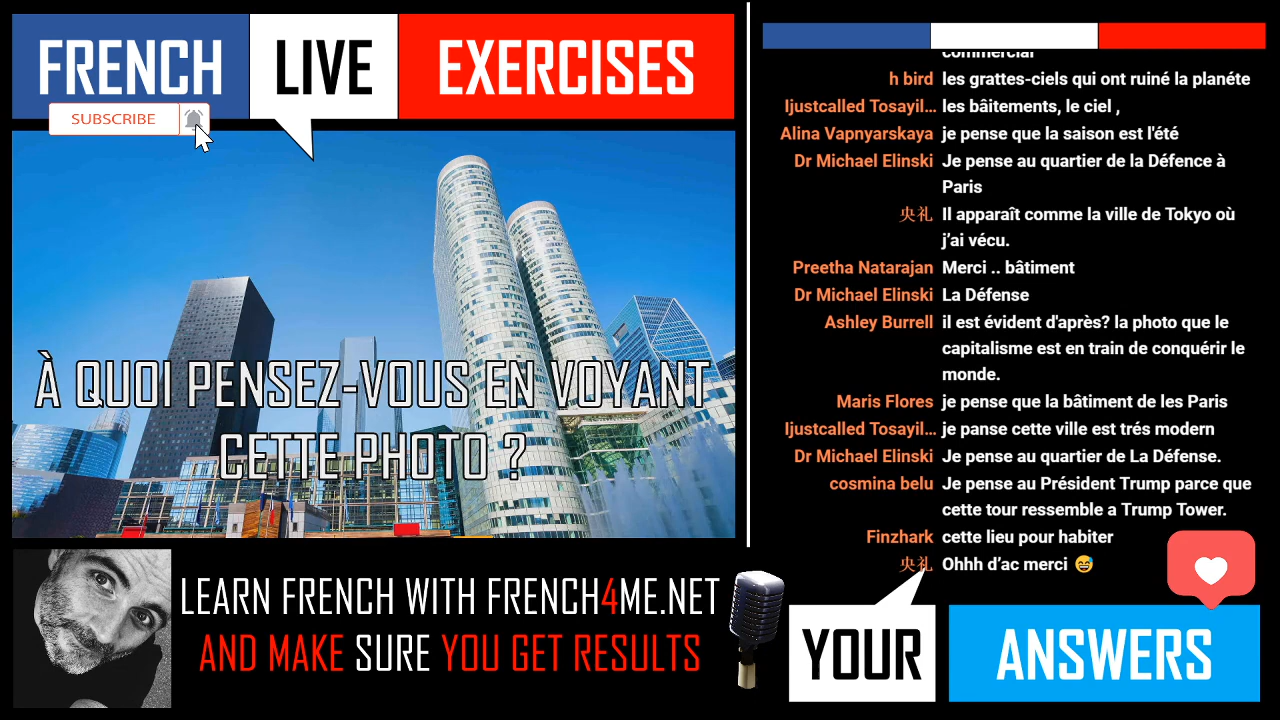 FRENCH LIVE EXERCISES
SUBSCRIBE
À QUOI PENSEZ-VOUS EN VOYANT
CETTE PHOTO ?
LEARN FRENCH WITH FRENCH4ME.NET
AND MAKE SURE YOU GET RESULTS
commercial
h bird les grattes-ciels qui ont ruiné la planéte
Ijustcalled Tosayil... les bâitements, le ciel ,
Alina Vapnyarskaya je pense que la saison est l'été
Dr Michael Elinski Je pense au quartier de la Défence à
Paris
央礼 Il apparaît comme la ville de Tokyo où
j'ai vécu.
Preetha Natarajan Merci .. bâtiment
Dr Michael Elinski La Défense
Ashley Burrell il est évident d'après? la photo que le
capitalisme est en train de conquérir le
monde.
Maris Flores je pense que la bâtiment de les Paris
Ijustcalled Tosayil... je panse cette ville est trés modern
Dr Michael Elinski Je pense au quartier de La Défense.
cosmina belu Je pense au Président Trump parce que
cette tour ressemble a Trump Tower.
Finzhark cette lieu pour habiter
央礼 Ohhh d'ac merci 😅
YOUR ANSWERS